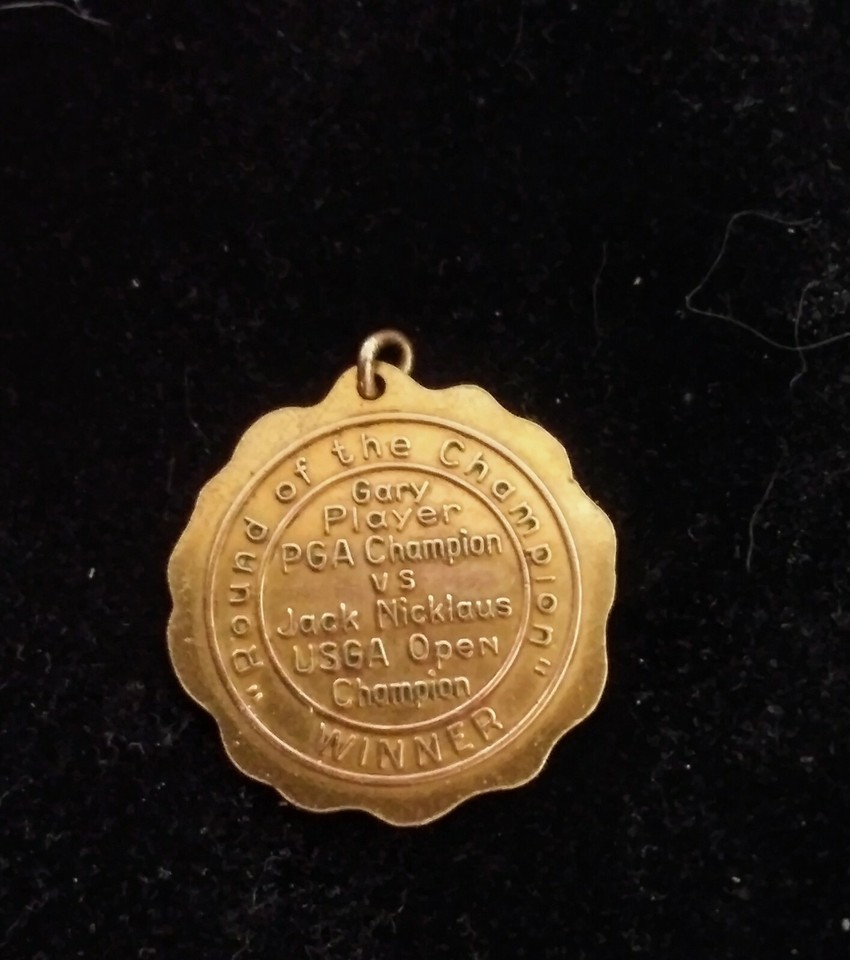 "Round of the Champion"
Gary
Player
PGA Champion
vs
Jack Nicklaus
USGA Open
Champion
WINNER